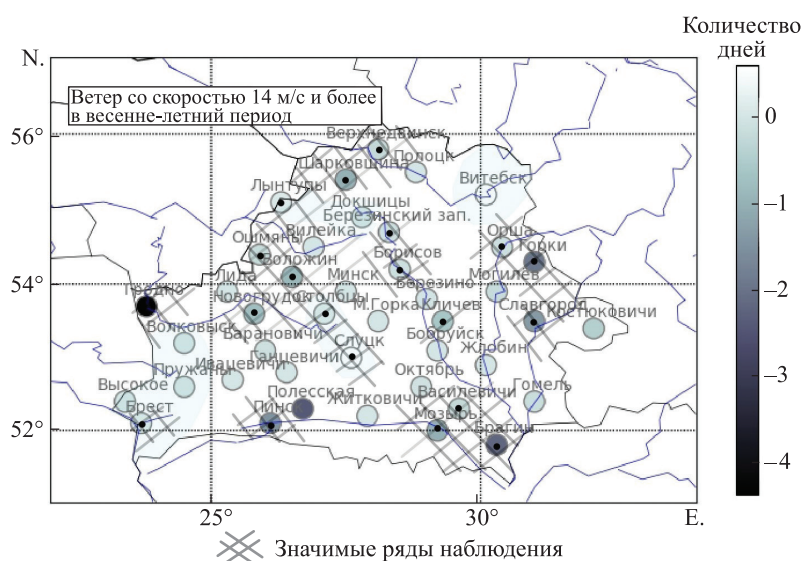 Количество
дней
N.
Ветер со скоростью 14 м/с и более
в весенне-летний период
56°
Верхнедвинск
Полоцк
Шарковщина
Витебск
Лынтупы
Докшицы
Березинский зап.
Орша
Ошмяны
Вилейка
Борисов
Горки
Воложин
54°
Гродно
Лида
Минск
Березино
Могилев
Новогрудок
Столбцы
М.Горка
Кличев
Славгород
Костюковичи
Волковыск
Барановичи
Слуцк
Бобруйск
Жлобин
Пружаны
Ивацевичи
Ганцевичи
Октябрь
Гомель
Высокое
Полесская
Житковичи
Василевичи
Брест
Пинск
Мозырь
Брагин
52°
25°
30°
E.
0
−1
−2
−3
−4
Значимые ряды наблюдения